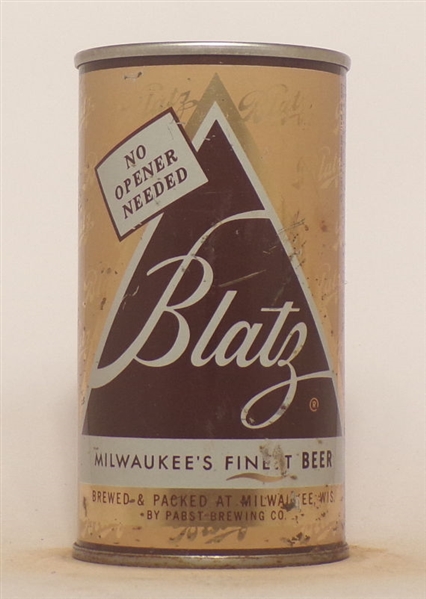 NO
OPENER
NEEDED
Blatz
®
MILWAUKEE'S FINEST BEER
BREWED & PACKED AT MILWAUKEE, WIS.
BY PABST BREWING CO.